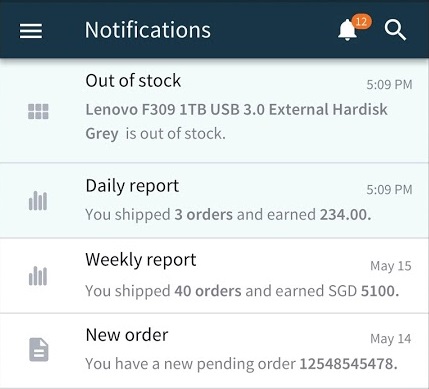 Notifications 12
Out of stock 5:09 PM
Lenovo F309 1TB USB 3.0 External Hardisk
Grey is out of stock.
Daily report 5:09 PM
You shipped 3 orders and earned 234.00.
Weekly report May 15
You shipped 40 orders and earned SGD 5100.
New order May 14
You have a new pending order 12548545478.